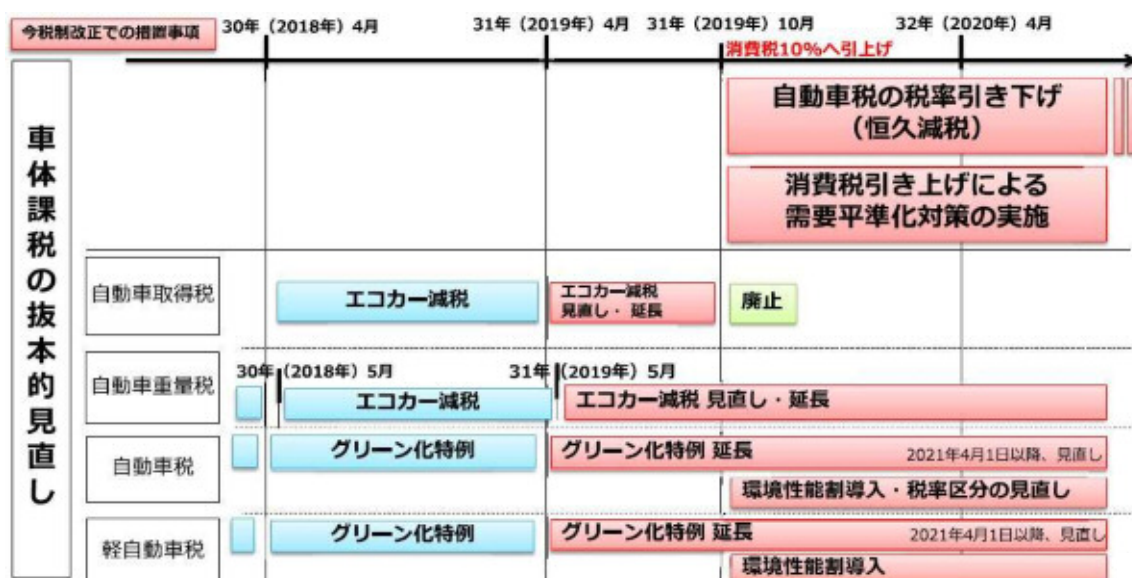 今税制改正での措置事項
30年（2018年）4月
31年（2019年）4月
31年（2019年）10月
32年（2020年）4月
消費税10%へ引上げ
車体課税の抜本的見直し
自動車税の税率引き下げ
（恒久減税）
消費税引き上げによる
需要平準化対策の実施
自動車取得税
エコカー減税
エコカー減税
見直し・ 延長
廃止
自動車重量税
30年（2018年）5月
31年（2019年）5月
エコカー減税
エコカー減税 見直し・延長
自動車税
グリーン化特例
グリーン化特例 延長
2021年4月1日以降、見直し
環境性能割導入・税率区分の見直し
軽自動車税
グリーン化特例
グリーン化特例 延長
2021年4月1日以降、見直し
環境性能割導入